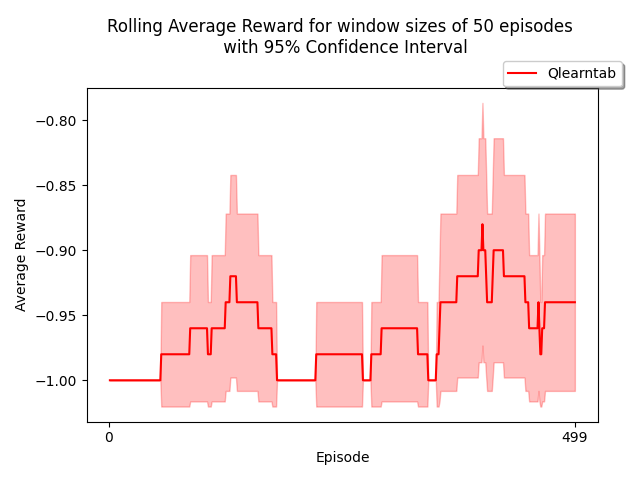 Rolling Average Reward for window sizes of 50 episodes
with 95% Confidence Interval
Qlearntab
−0.80
−0.85
−0.90
−0.95
−1.00
Average Reward
0
499
Episode